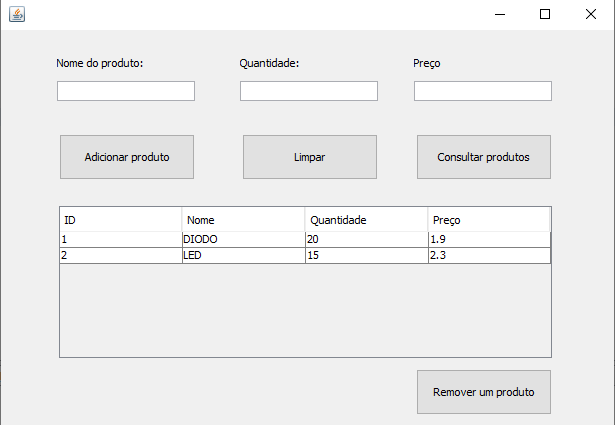 Nome do produto: Quantidade: Preço
Adicionar produto Limpar Consultar produtos
ID Nome Quantidade Preço
1 DIODO 20 1.9
2 LED 15 2.3
Remover um produto